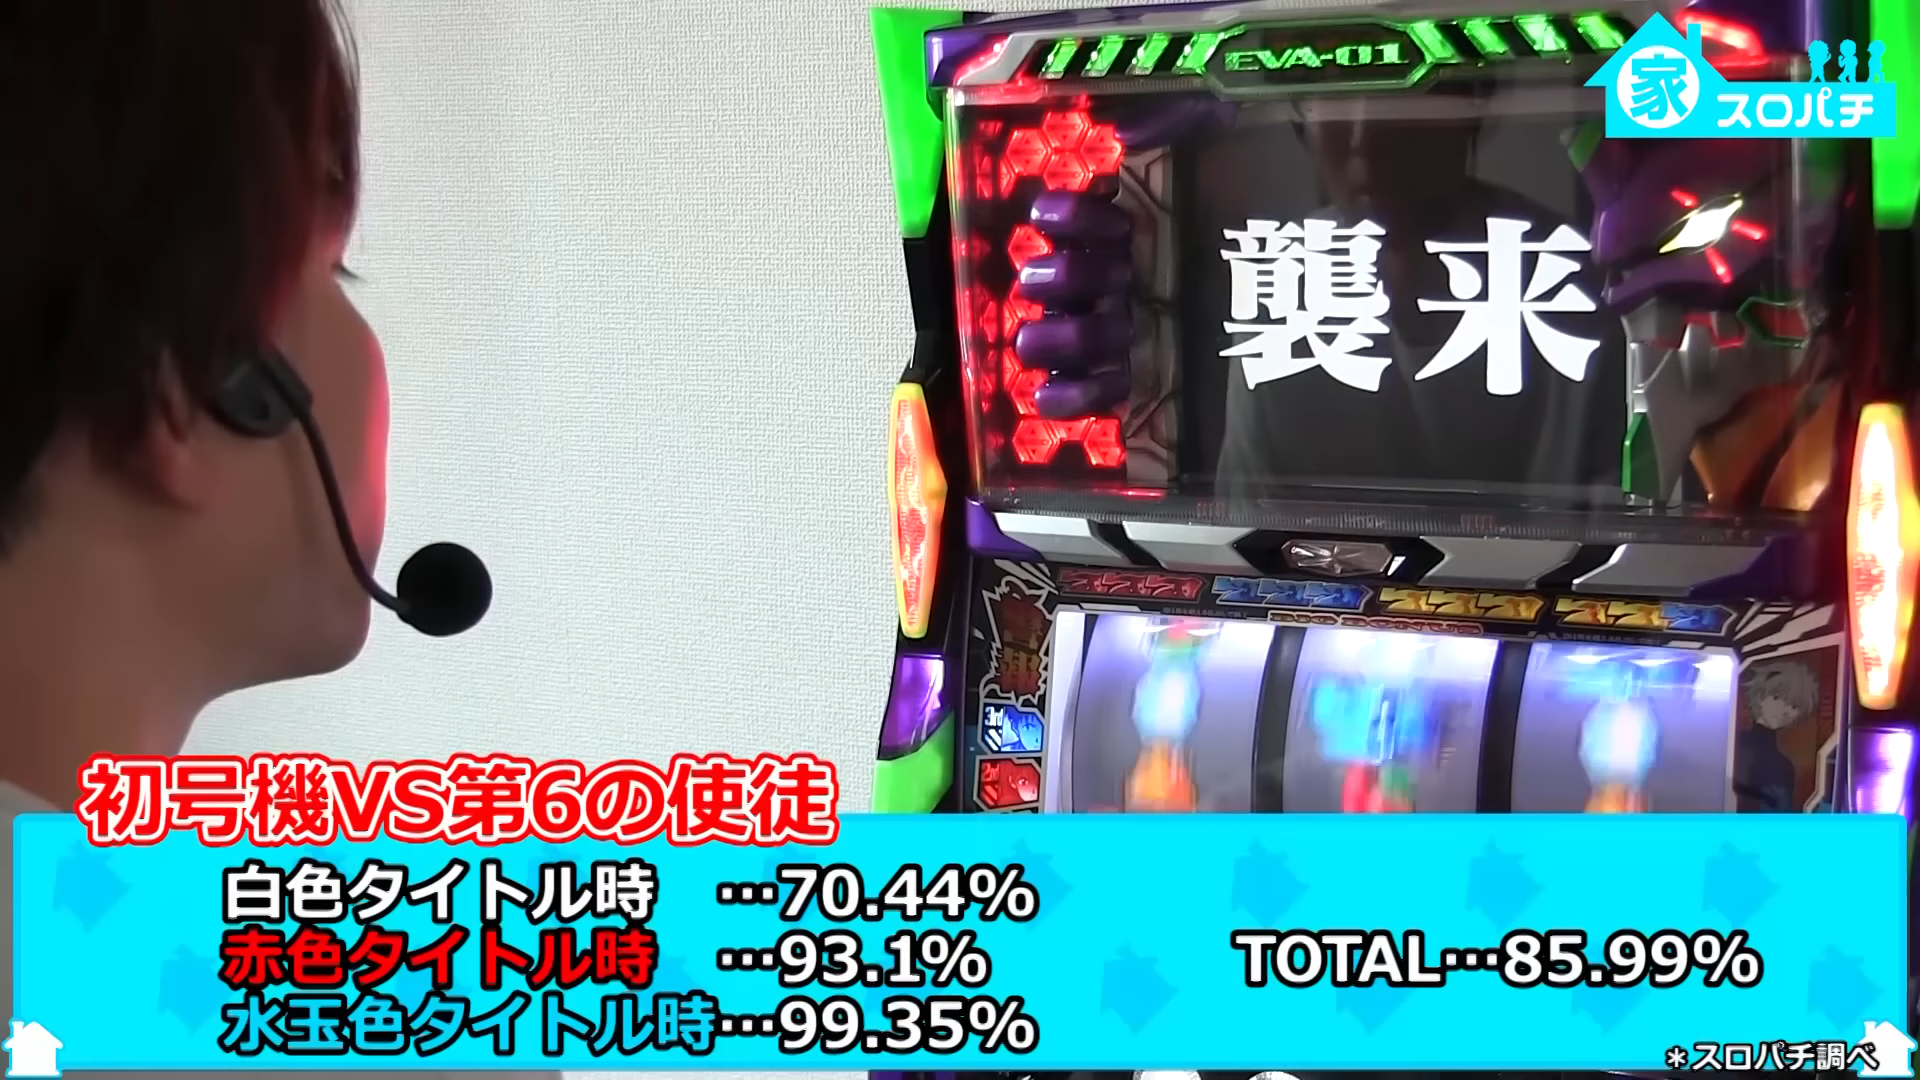 EVA-01
家
スロパチ
襲来
初号機VS第6の使徒
白色タイトル時 …70.44%
赤色タイトル時 …93.1%
水玉色タイトル時…99.35%
TOTAL…85.99%
＊スロパチ調べ